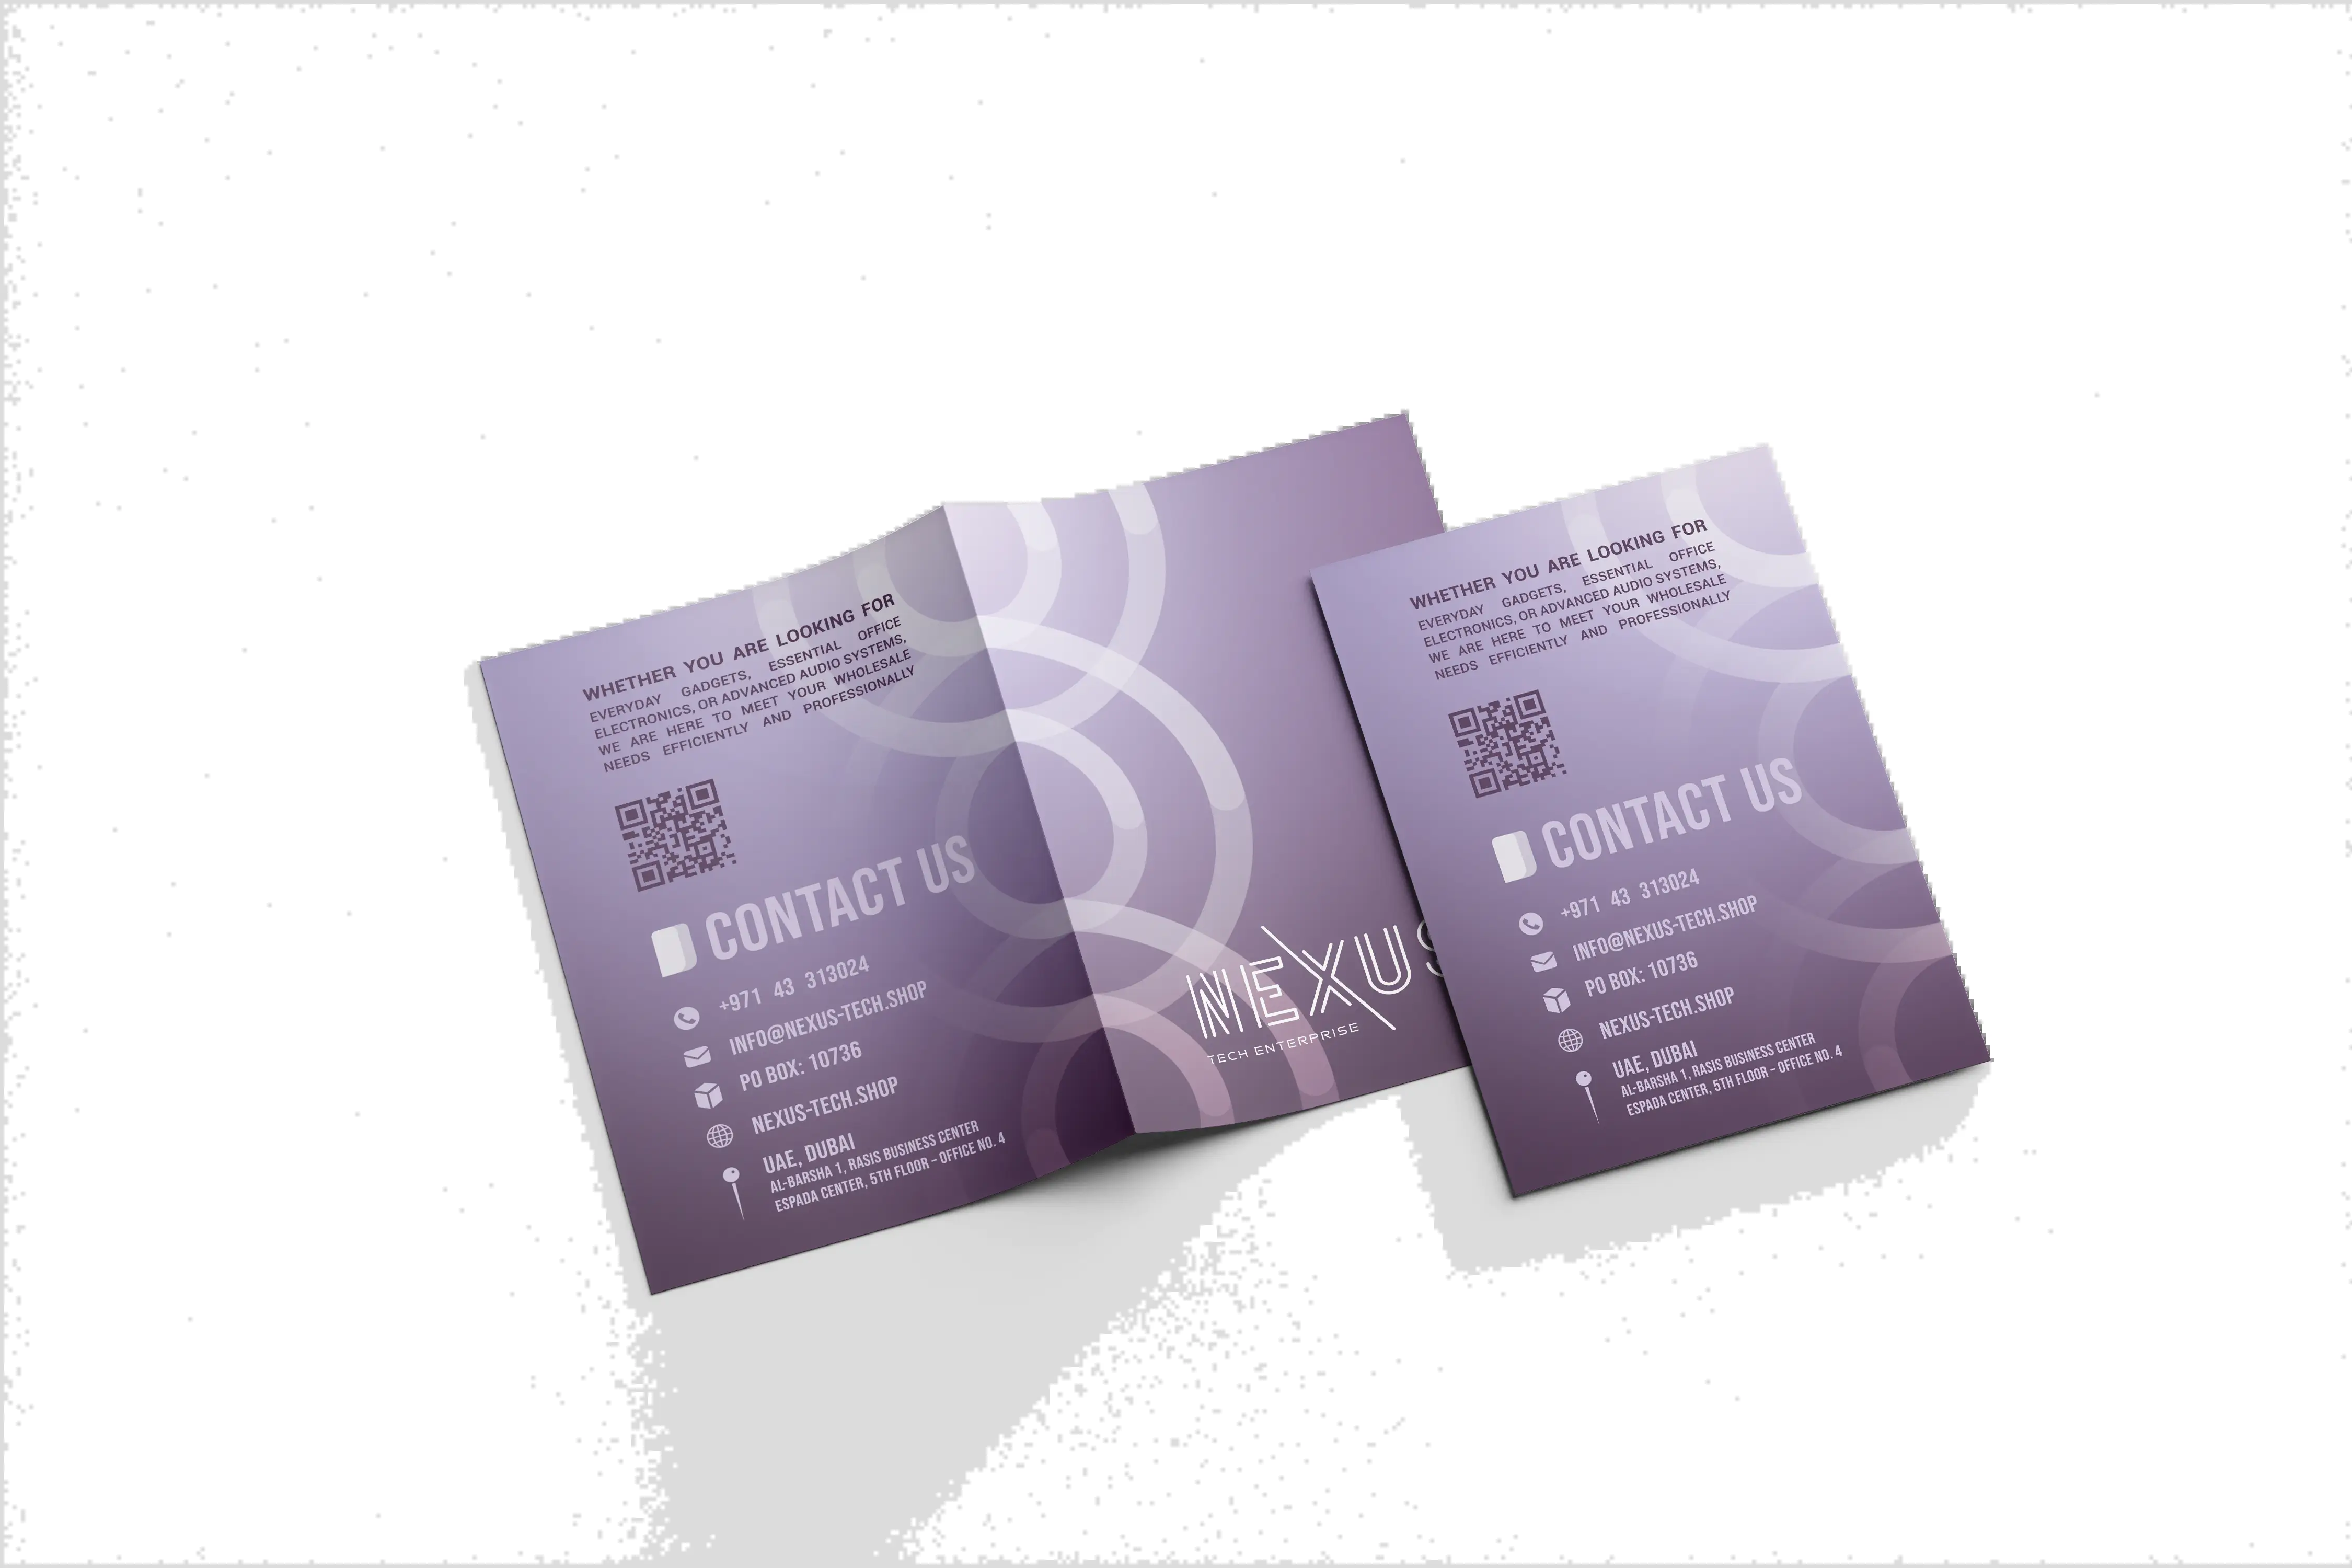 WHETHER YOU ARE LOOKING FOR
EVERYDAY GADGETS, ESSENTIAL OFFICE
ELECTRONICS, OR ADVANCED AUDIO SYSTEMS,
WE ARE HERE TO MEET YOUR WHOLESALE
NEEDS EFFICIENTLY AND PROFESSIONALLY
CONTACT US
+971 43 313024
INFO@NEXUS-TECH.SHOP
PO BOX: 10736
NEXUS-TECH.SHOP
UAE, DUBAI
AL-BARSHA 1, RASIS BUSINESS CENTER
ESPADA CENTER, 5TH FLOOR – OFFICE NO. 4
NEXUS
TECH ENTERPRISE
WHETHER YOU ARE LOOKING FOR
EVERYDAY GADGETS, ESSENTIAL OFFICE
ELECTRONICS, OR ADVANCED AUDIO SYSTEMS,
WE ARE HERE TO MEET YOUR WHOLESALE
NEEDS EFFICIENTLY AND PROFESSIONALLY
CONTACT US
+971 43 313024
INFO@NEXUS-TECH.SHOP
PO BOX: 10736
NEXUS-TECH.SHOP
UAE, DUBAI
AL-BARSHA 1, RASIS BUSINESS CENTER
ESPADA CENTER, 5TH FLOOR – OFFICE NO. 4